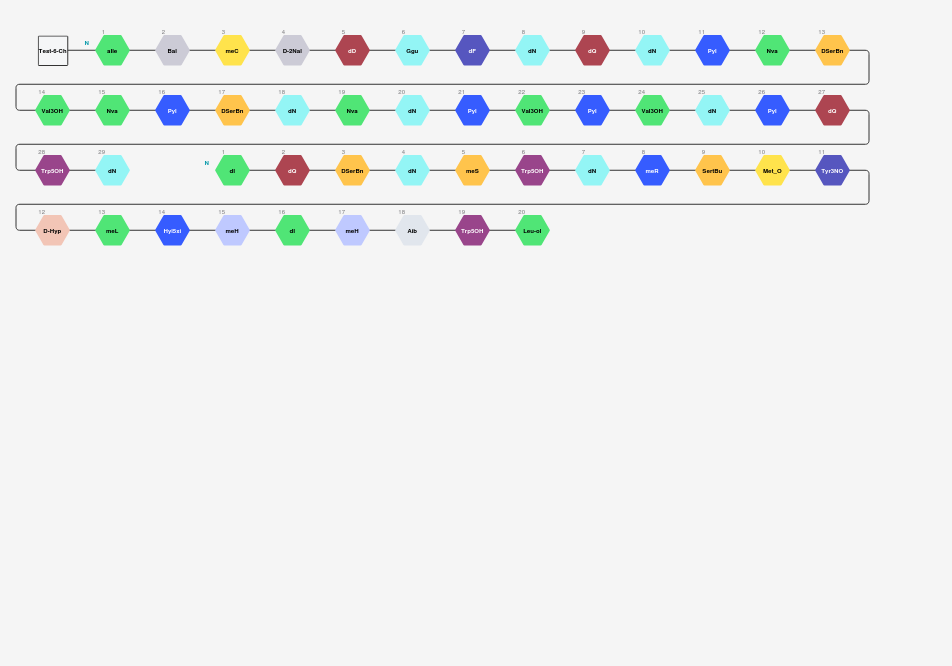 1 2 3 4 5 6 7 8 9 10 11 12 13
Test-6-Ch N aIle Bal meC D-2Nal dD Ggu dF dN dQ dN Pyl Nva DSerBn
14 15 16 17 18 19 20 21 22 23 24 25 26 27
Val3OH Nva Pyl DSerBn dN Nva dN Pyl Val3OH Pyl Val3OH dN Pyl dQ
28 29 1 2 3 4 5 6 7 8 9 10 11
Trp5OH dN N dI dQ DSerBn dN meS Trp5OH dN meR SertBu Met_O Tyr3NO
12 13 14 15 16 17 18 19 20
D-Hyp meL Hyl5xi meH dI meH Aib Trp5OH Leu-ol